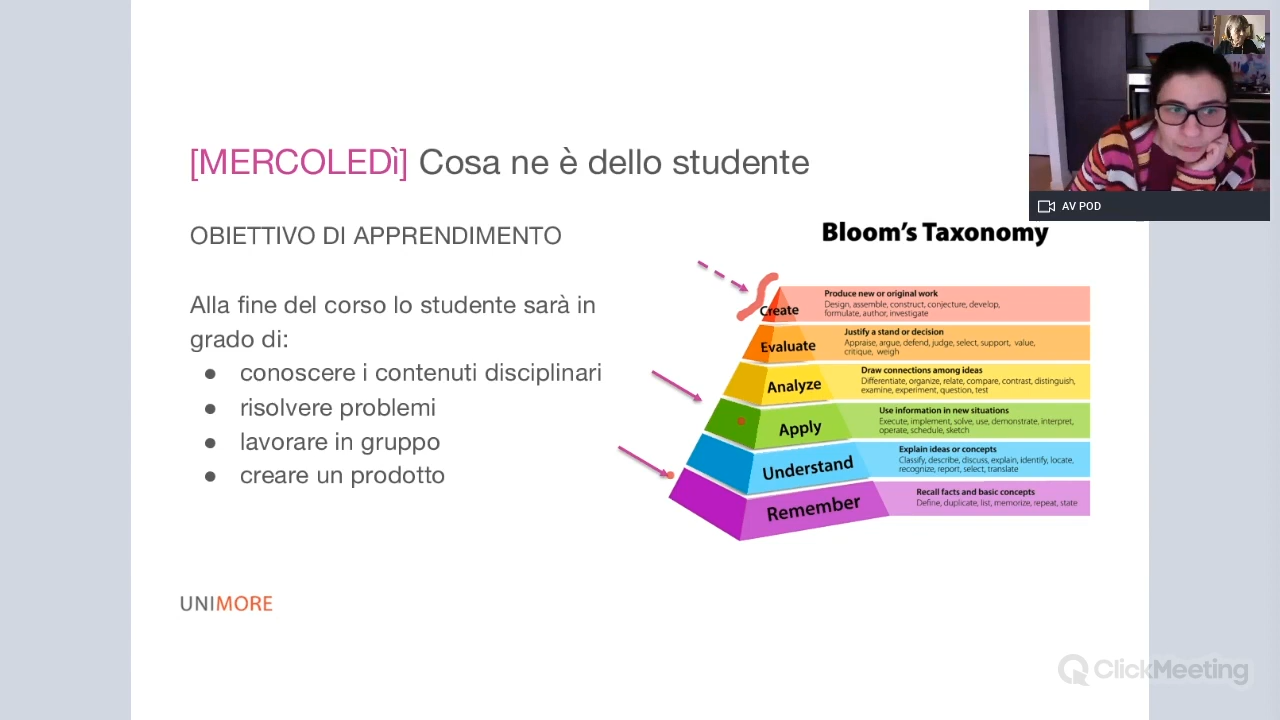 [MERCOLEDì] Cosa ne è dello studente
AV POD
OBIETTIVO DI APPRENDIMENTO
Alla fine del corso lo studente sarà in
grado di:
● conoscere i contenuti disciplinari
● risolvere problemi
● lavorare in gruppo
● creare un prodotto
Bloom's Taxonomy
Create
Produce new or original work
Design, assemble, construct, conjecture, develop,
formulate, author, investigate
Evaluate
Justify a stand or decision
Appraise, argue, defend, judge, select, support, value,
critique, weigh
Analyze
Draw connections among ideas
Differentiate, organize, relate, compare, contrast, distinguish,
examine, experiment, question, test
Apply
Use information in new situations
Execute, implement, solve, use, demonstrate, interpret,
operate, schedule, sketch
Understand
Explain ideas or concepts
Classify, describe, discuss, explain, identify, locate,
recognize, report, select, translate
Remember
Recall facts and basic concepts
Define, duplicate, list, memorize, repeat, state
UNIMORE
ClickMeeting